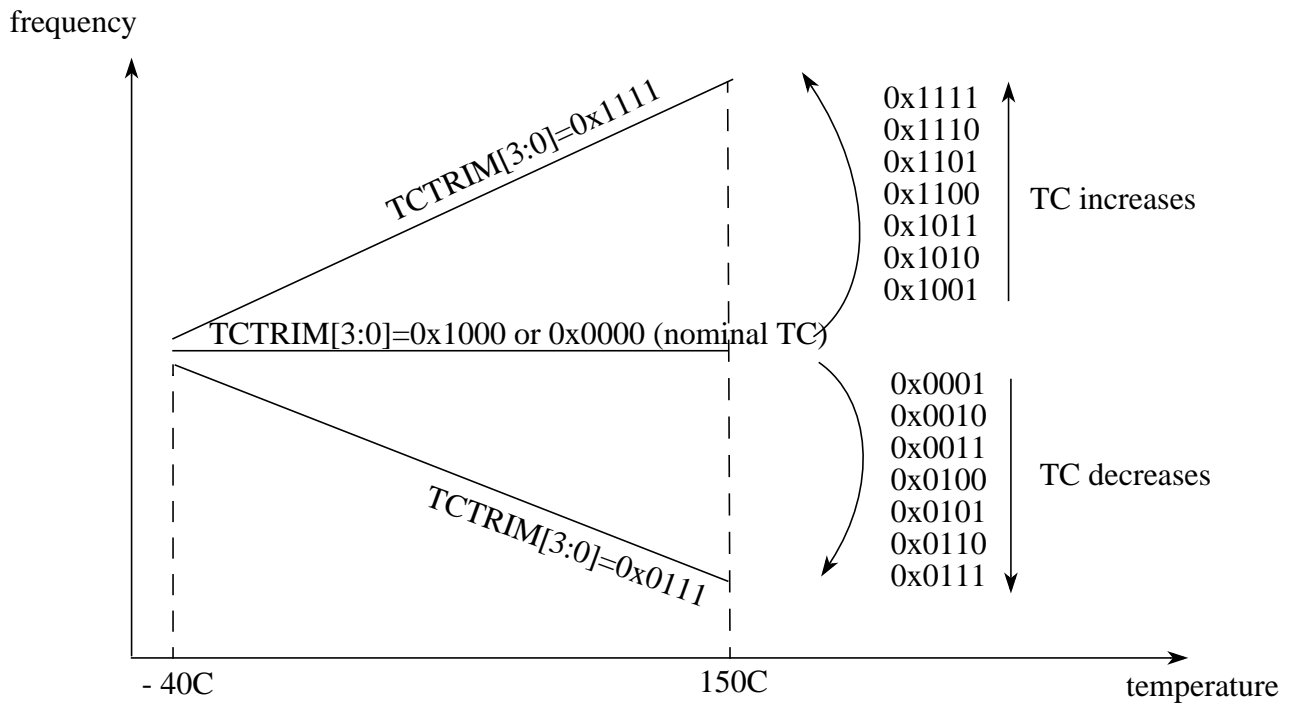 frequency
TCTRIM[3:0]=0x1111
0x1111
0x1110
0x1101
0x1100
0x1011
0x1010
0x1001
TC increases
TCTRIM[3:0]=0x1000 or 0x0000 (nominal TC)
0x0001
0x0010
0x0011
0x0100
0x0101
0x0110
0x0111
TC decreases
TCTRIM[3:0]=0x0111
- 40C
150C
temperature